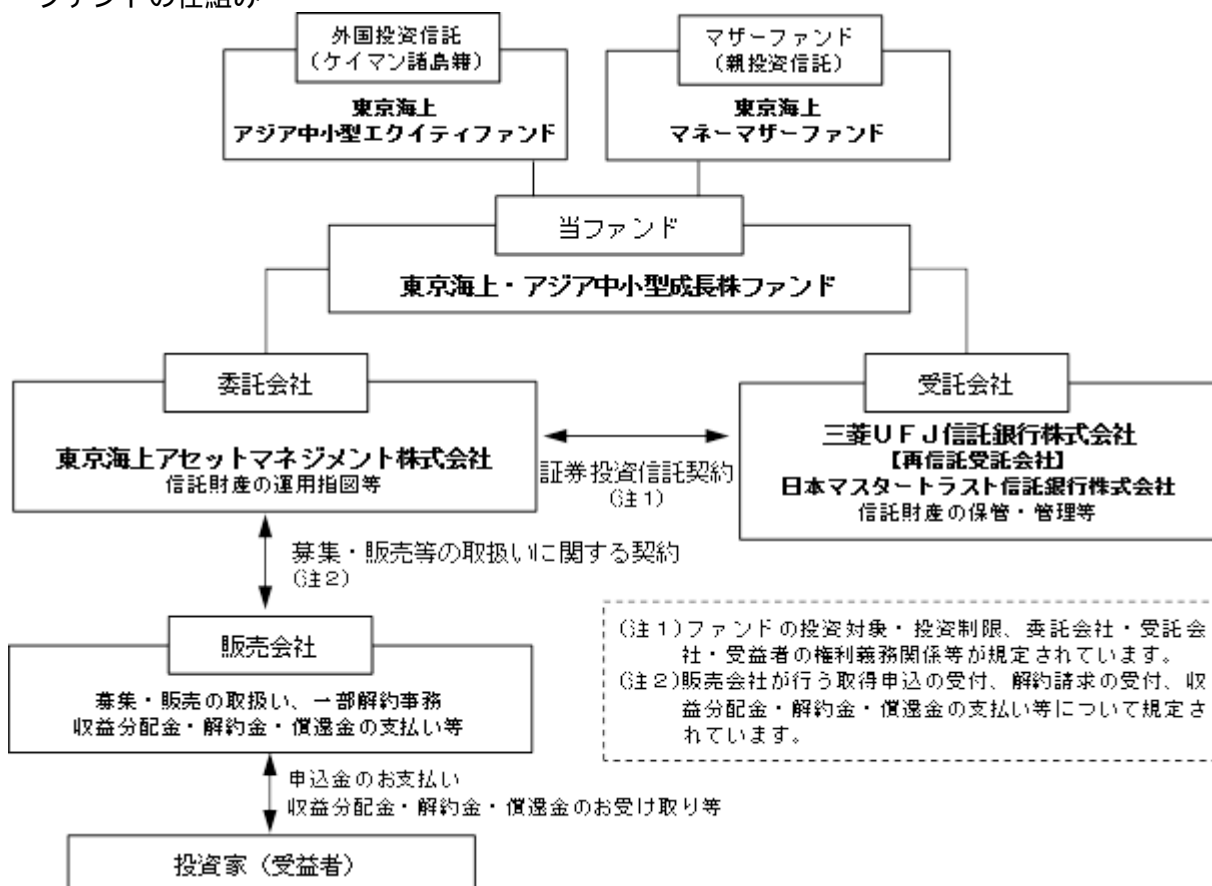 ファンドの仕組み
外国投資信託
（ケイマン諸島籍）
東京海上
アジア中小型エクイティファンド
マザーファンド
（親投資信託）
東京海上
マネーマザーファンド
当ファンド
東京海上・アジア中小型成長株ファンド
委託会社
東京海上アセットマネジメント株式会社
信託財産の運用指図等
証券投資信託契約
（注１）
受託会社
三菱ＵＦＪ信託銀行株式会社
【再信託受託会社】
日本マスタートラスト信託銀行株式会社
信託財産の保管・管理等
募集・販売等の取扱いに関する契約
（注２）
販売会社
募集・販売の取扱い、一部解約事務
収益分配金・解約金・償還金の支払い等
（注１）ファンドの投資対象・投資制限、委託会社・受託会
社・受益者の権利義務関係等が規定されています。
（注２）販売会社が行う取得申込の受付、解約請求の受付、収
益分配金・解約金・償還金の支払い等について規定さ
れています。
申込金のお支払い
収益分配金・解約金・償還金のお受け取り等
投資家（受益者）